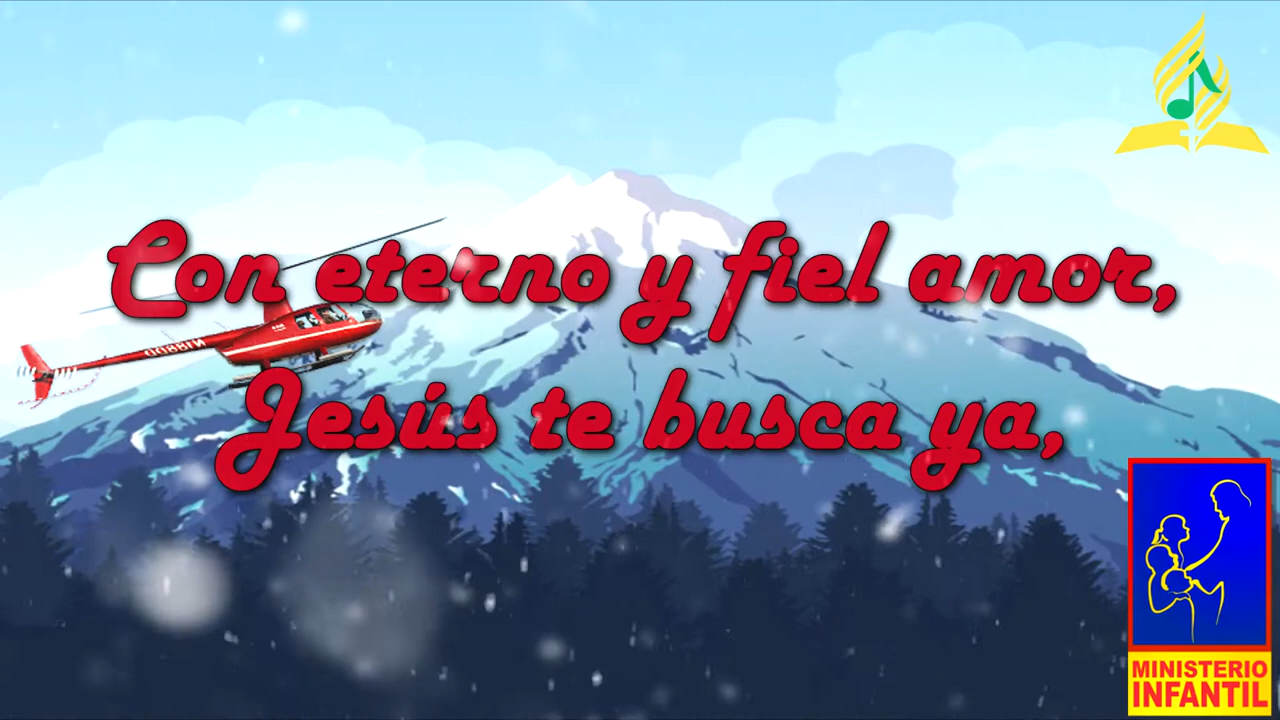 Con eterno y fiel amor,
Jesús te busca ya,
MINISTERIO
INFANTIL